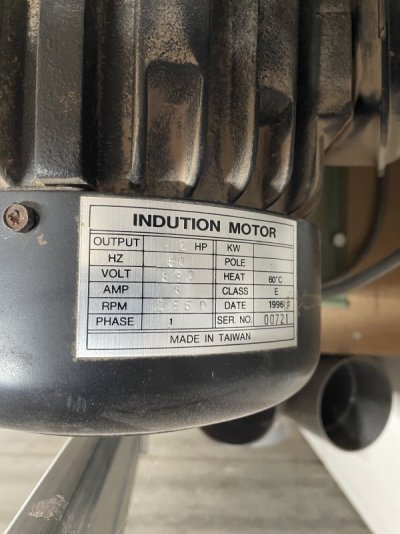 INDUTION MOTOR
OUTPUT HP KW
HZ POLE
VOLT HEAT 60°C
AMP CLASS E
RPM DATE 1996
PHASE 1 SER. NO. 00721
MADE IN TAIWAN